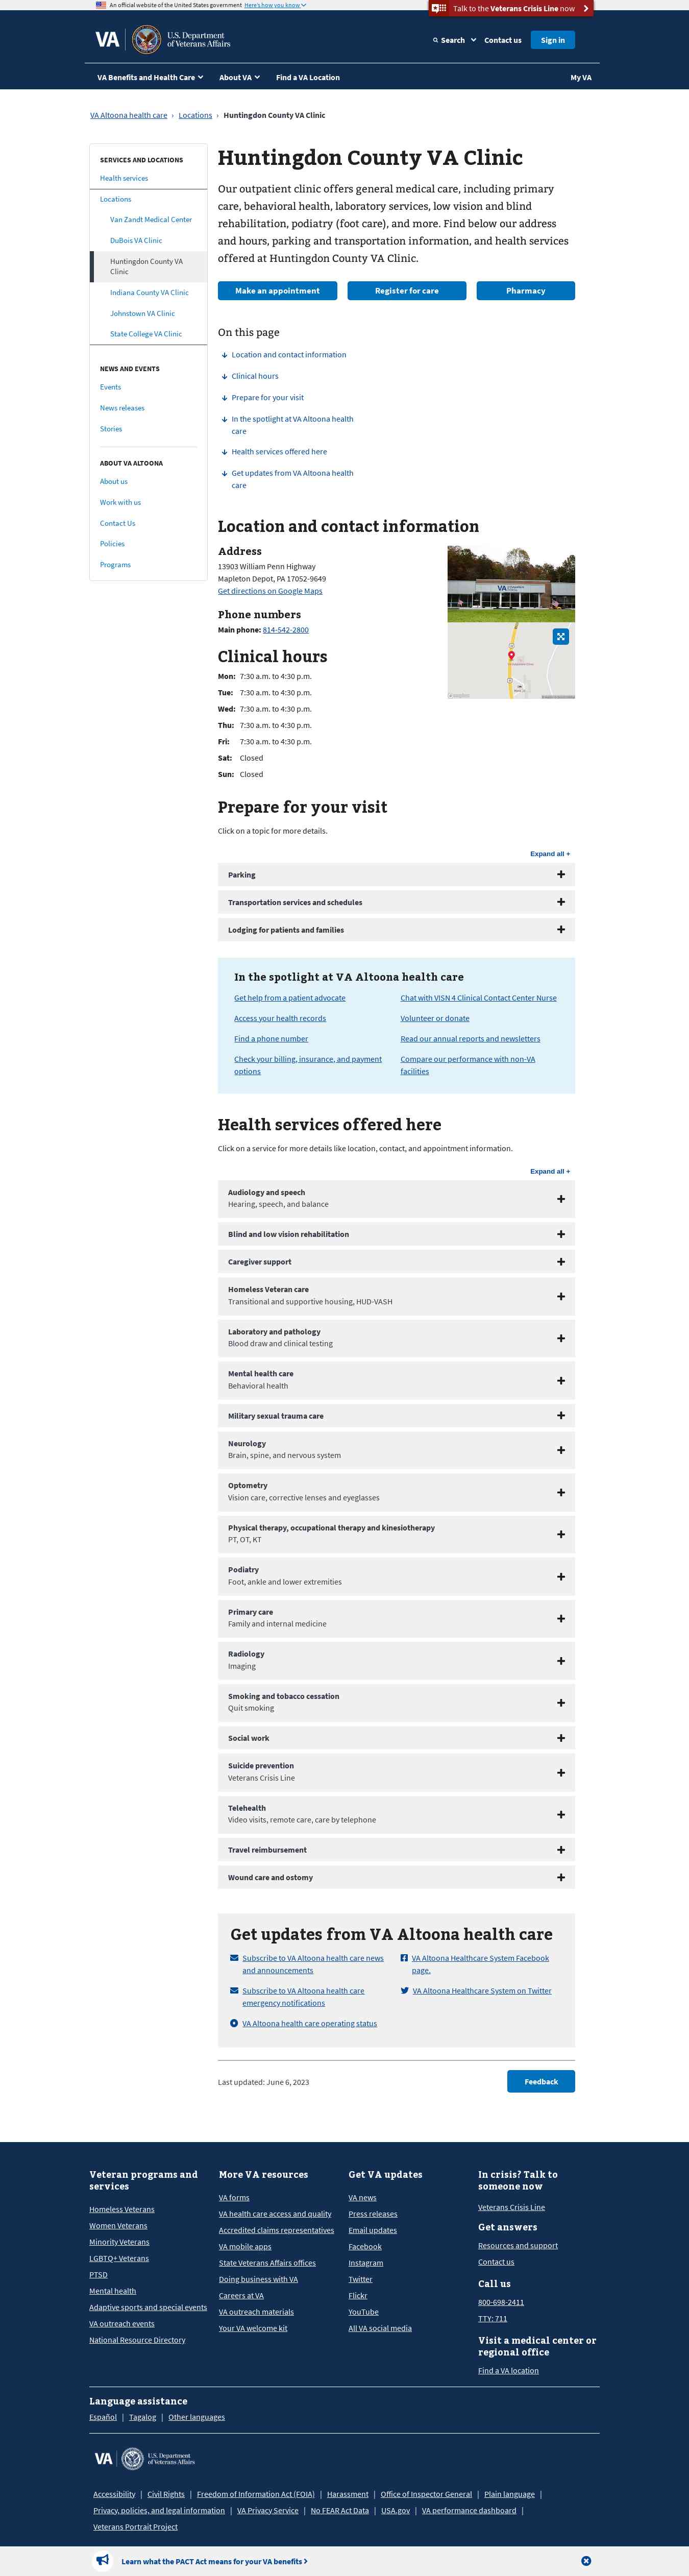 An official website of the United States government Here's how you know
Talk to the Veterans Crisis Line now
VA
U.S. Department
of Veterans Affairs
Search
Contact us
Sign in
VA Benefits and Health Care
About VA
Find a VA Location
My VA
VA Altoona health care › Locations › Huntingdon County VA Clinic
SERVICES AND LOCATIONS
Health services
Locations
Van Zandt Medical Center
DuBois VA Clinic
Huntingdon County VA
Clinic
Indiana County VA Clinic
Johnstown VA Clinic
State College VA Clinic
NEWS AND EVENTS
Events
News releases
Stories
ABOUT VA ALTOONA
About us
Work with us
Contact Us
Policies
Programs
Huntingdon County VA Clinic
Our outpatient clinic offers general medical care, including primary
care, behavioral health, laboratory services, low vision and blind
rehabilitation, podiatry (foot care), and more. Find below our address
and hours, parking and transportation information, and health services
offered at Huntingdon County VA Clinic.
Make an appointment
Register for care
Pharmacy
On this page
Location and contact information
Clinical hours
Prepare for your visit
In the spotlight at VA Altoona health
care
Health services offered here
Get updates from VA Altoona health
care
Location and contact information
Address
13903 William Penn Highway
Mapleton Depot, PA 17052-9649
Get directions on Google Maps
Phone numbers
Main phone: 814-542-2800
Clinical hours
Mon: 7:30 a.m. to 4:30 p.m.
Tue: 7:30 a.m. to 4:30 p.m.
Wed: 7:30 a.m. to 4:30 p.m.
Thu: 7:30 a.m. to 4:30 p.m.
Fri: 7:30 a.m. to 4:30 p.m.
Sat: Closed
Sun: Closed
Prepare for your visit
Click on a topic for more details.
Expand all +
Parking
Transportation services and schedules
Lodging for patients and families
In the spotlight at VA Altoona health care
Get help from a patient advocate
Access your health records
Find a phone number
Check your billing, insurance, and payment
options
Chat with VISN 4 Clinical Contact Center Nurse
Volunteer or donate
Read our annual reports and newsletters
Compare our performance with non-VA
facilities
Health services offered here
Click on a service for more details like location, contact, and appointment information.
Expand all +
Audiology and speech
Hearing, speech, and balance
Blind and low vision rehabilitation
Caregiver support
Homeless Veteran care
Transitional and supportive housing, HUD-VASH
Laboratory and pathology
Blood draw and clinical testing
Mental health care
Behavioral health
Military sexual trauma care
Neurology
Brain, spine, and nervous system
Optometry
Vision care, corrective lenses and eyeglasses
Physical therapy, occupational therapy and kinesiotherapy
PT, OT, KT
Podiatry
Foot, ankle and lower extremities
Primary care
Family and internal medicine
Radiology
Imaging
Smoking and tobacco cessation
Quit smoking
Social work
Suicide prevention
Veterans Crisis Line
Telehealth
Video visits, remote care, care by telephone
Travel reimbursement
Wound care and ostomy
Get updates from VA Altoona health care
Subscribe to VA Altoona health care news
and announcements
Subscribe to VA Altoona health care
emergency notifications
VA Altoona health care operating status
VA Altoona Healthcare System Facebook
page.
VA Altoona Healthcare System on Twitter
Last updated: June 6, 2023
Feedback
Veteran programs and
services
Homeless Veterans
Women Veterans
Minority Veterans
LGBTQ+ Veterans
PTSD
Mental health
Adaptive sports and special events
VA outreach events
National Resource Directory
More VA resources
VA forms
VA health care access and quality
Accredited claims representatives
VA mobile apps
State Veterans Affairs offices
Doing business with VA
Careers at VA
VA outreach materials
Your VA welcome kit
Get VA updates
VA news
Press releases
Email updates
Facebook
Instagram
Twitter
Flickr
YouTube
All VA social media
In crisis? Talk to
someone now
Veterans Crisis Line
Get answers
Resources and support
Contact us
Call us
800-698-2411
TTY: 711
Visit a medical center or
regional office
Find a VA location
Language assistance
Español | Tagalog | Other languages
VA
U.S. Department
of Veterans Affairs
Accessibility | Civil Rights | Freedom of Information Act (FOIA) | Harassment | Office of Inspector General | Plain language |
Privacy, policies, and legal information | VA Privacy Service | No FEAR Act Data | USA.gov | VA performance dashboard |
Veterans Portrait Project
Learn what the PACT Act means for your VA benefits